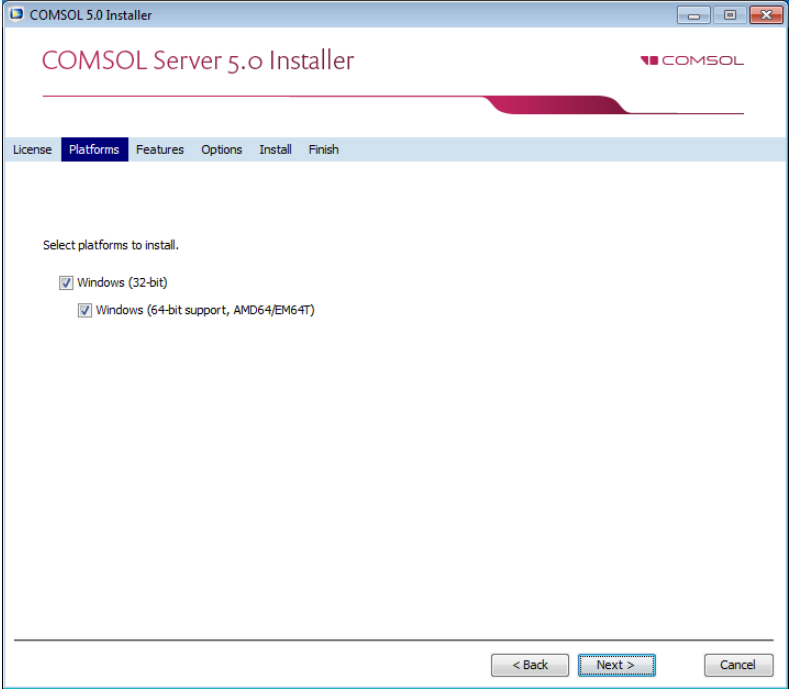 COMSOL 5.0 Installer
COMSOL Server 5.0 Installer
COMSOL
License Platforms Features Options Install Finish
Select platforms to install.
Windows (32-bit)
Windows (64-bit support, AMD64/EM64T)
< Back Next > Cancel